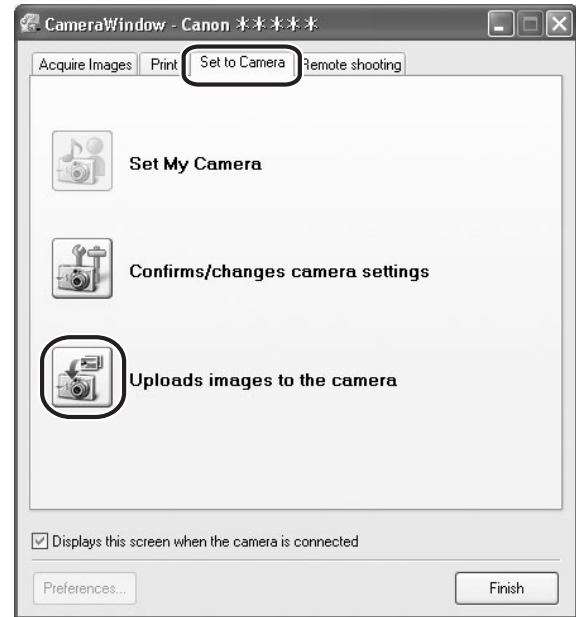 CameraWindow - Canon *****
Acquire Images Print Set to Camera Remote shooting
Set My Camera
Confirms/changes camera settings
Uploads images to the camera
Displays this screen when the camera is connected
Preferences... Finish